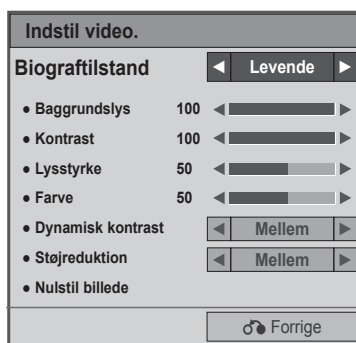 Indstil video.
Biograftilstand ◄ Levende ►
• Baggrundslys 100
• Kontrast 100
• Lysstyrke 50
• Farve 50
• Dynamisk kontrast ◄ Mellem ►
• Støjreduktion ◄ Mellem ►
• Nulstil billede
Forrige